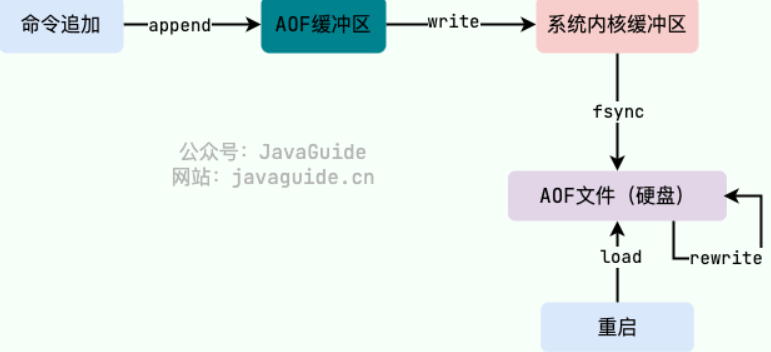 命令追加
append
AOF缓冲区
write
系统内核缓冲区
fsync
公众号：JavaGuide
网站：javaguide.cn
AOF文件（硬盘）
load
rewrite
重启